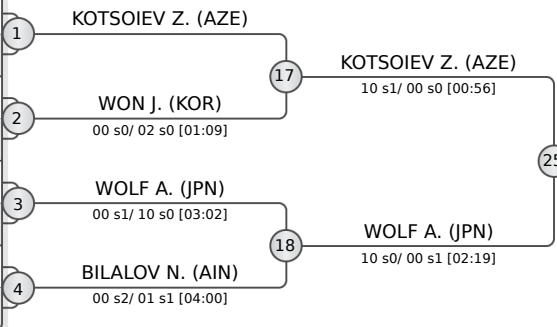 KOTSOIEV Z. (AZE)
1
17
KOTSOIEV Z. (AZE)
10 s1/ 00 s0 [00:56]
WON J. (KOR)
2
00 s0/ 02 s0 [01:09]
25
WOLF A. (JPN)
3
00 s1/ 10 s0 [03:02]
18
WOLF A. (JPN)
10 s0/ 00 s1 [02:19]
BILALOV N. (AIN)
4
00 s2/ 01 s1 [04:00]